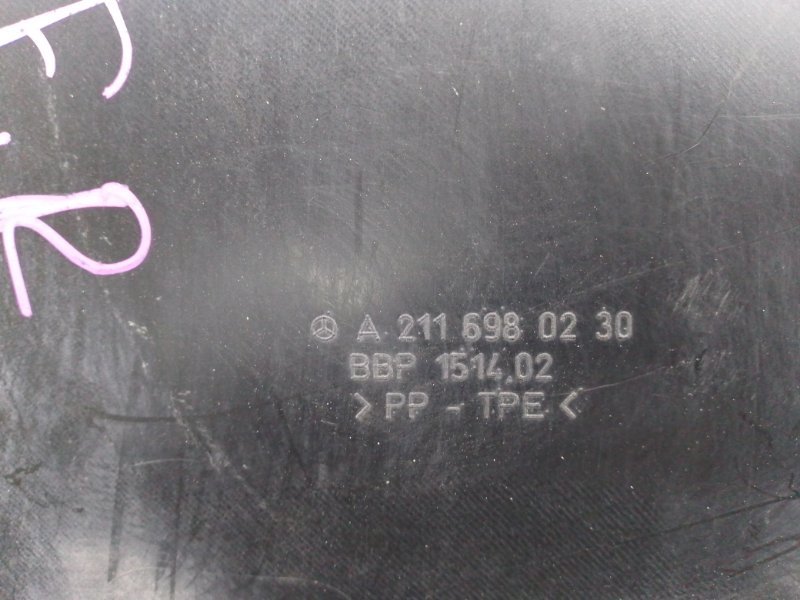 F-R
A 211 698 02 30
BBP 1514.02
> PP - TPE <